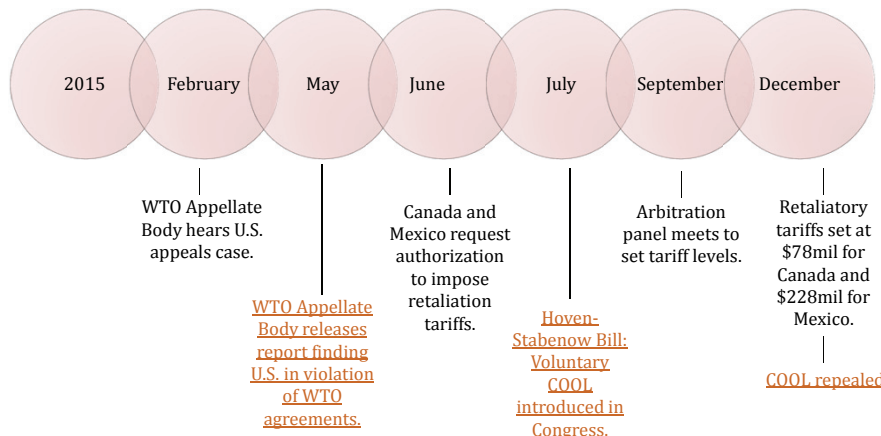 2015
February
May
June
July
September
December
WTO Appellate
Body hears U.S.
appeals case.
WTO Appellate
Body releases
report finding
U.S. in violation
of WTO
agreements.
Canada and
Mexico request
authorization
to impose
retaliation
tariffs.
Hoven-
Stabenow Bill:
Voluntary
COOL
introduced in
Congress.
Arbitration
panel meets to
set tariff levels.
Retaliatory
tariffs set at
$78mil for
Canada and
$228mil for
Mexico.
COOL repealed